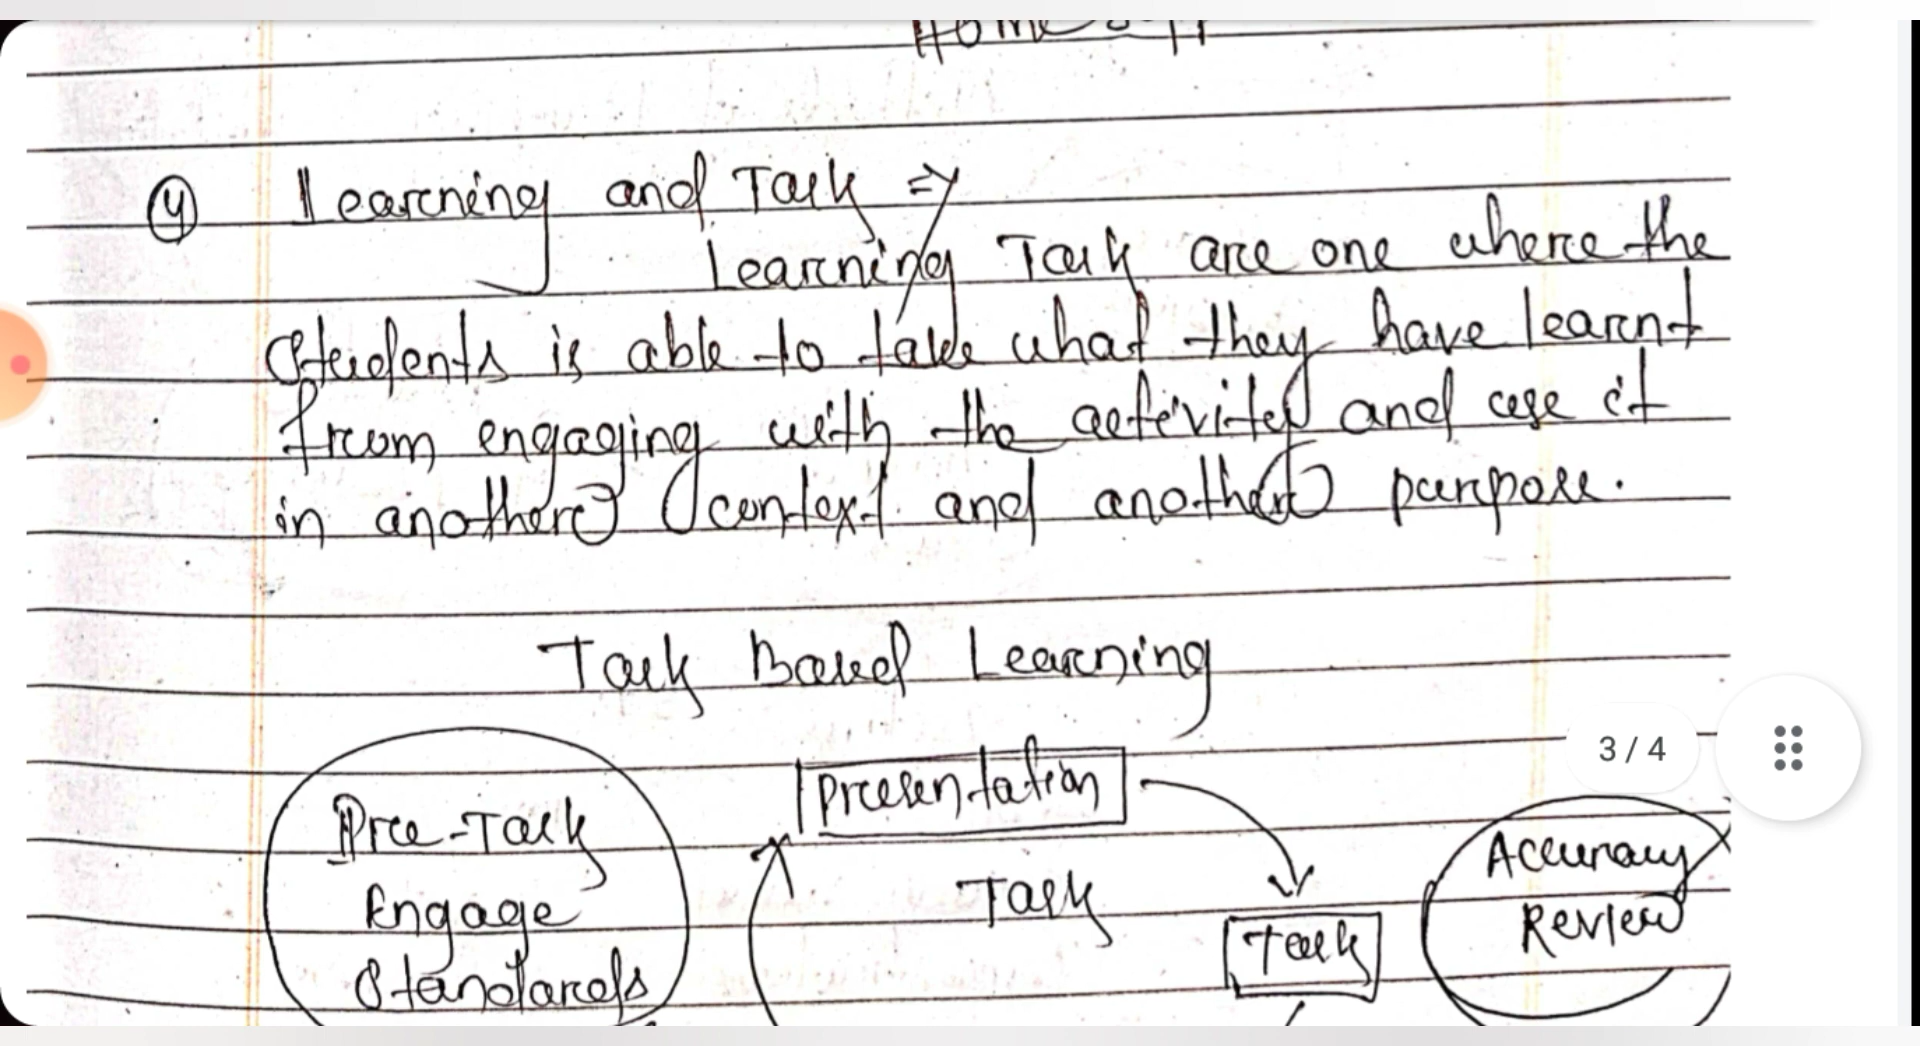 ④ Learning and Task ⇒
Learning Task are one where the
Students is able to take what they have learnt
from engaging with the activity and use it
in another context and another purpose.
Task Based Learning
Presentation
Pre-Task
Engage
Standards
Task
Task
Accuracy
Review
3 / 4